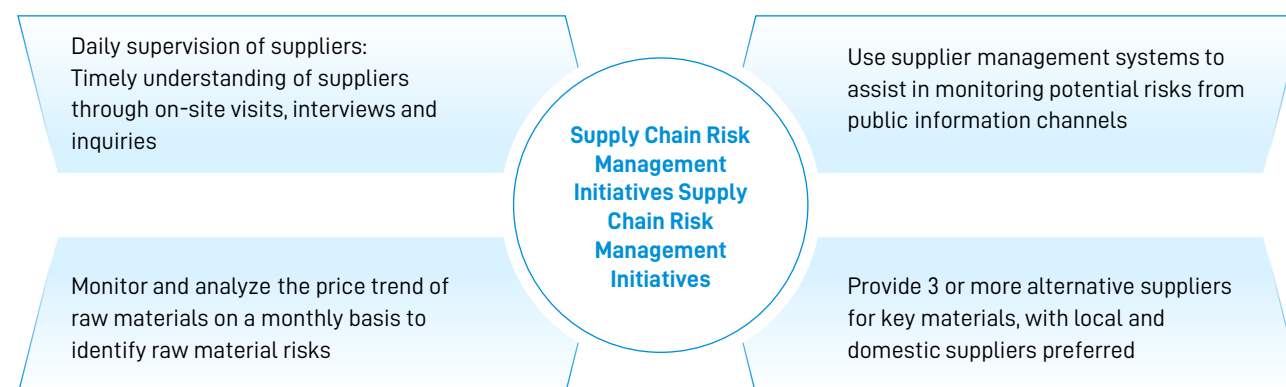 Daily supervision of suppliers:
Timely understanding of suppliers
through on-site visits, interviews and
inquiries
Use supplier management systems to
assist in monitoring potential risks from
public information channels
Supply Chain Risk
Management
Initiatives Supply
Chain Risk
Management
Initiatives
Monitor and analyze the price trend of
raw materials on a monthly basis to
identify raw material risks
Provide 3 or more alternative suppliers
for key materials, with local and
domestic suppliers preferred